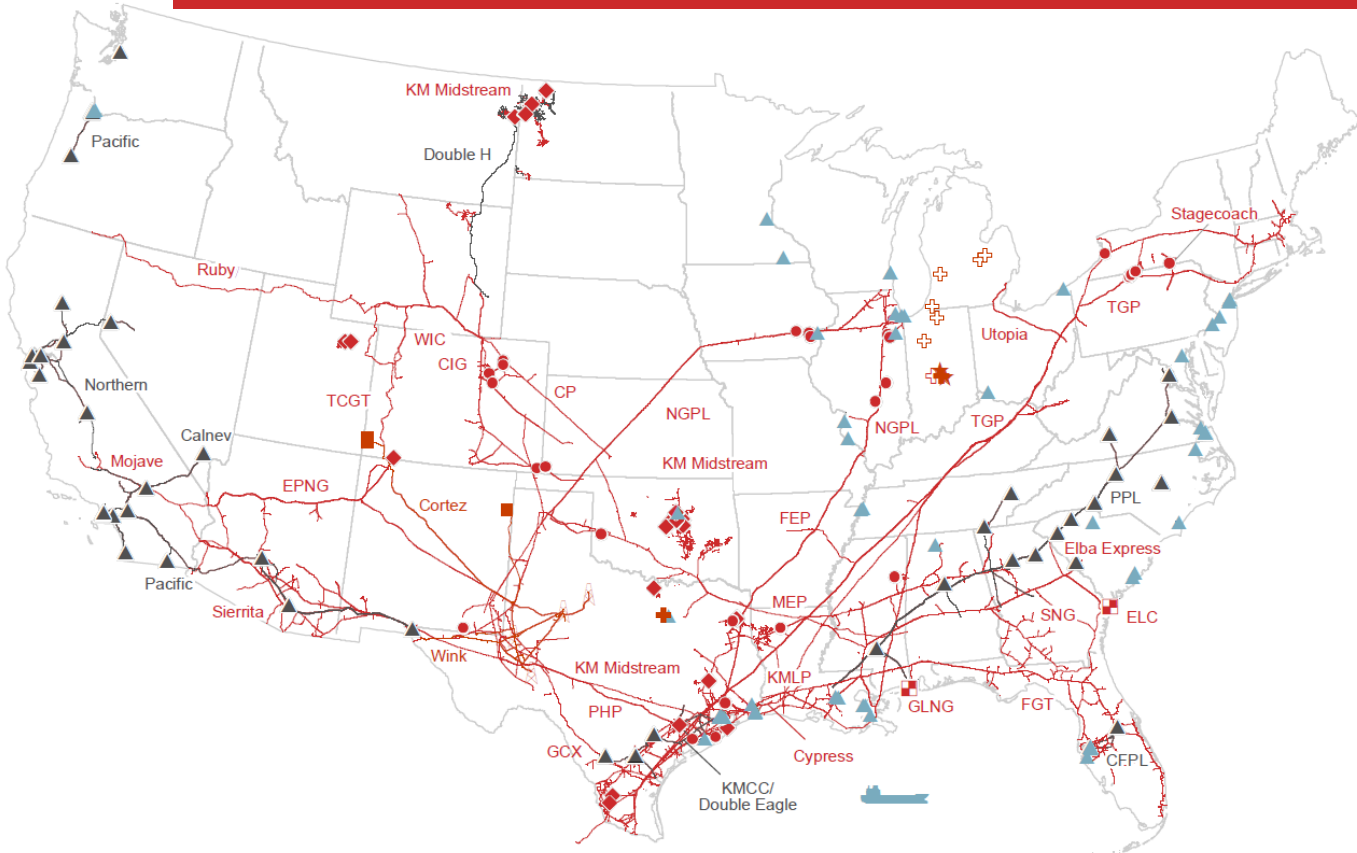 KM Midstream
Pacific
Double H
Stagecoach
Ruby
TGP
Utopia
WIC
CIG
Northern
CP
TCGT
NGPL
NGPL
TGP
Calnev
Mojave
KM Midstream
EPNG
Cortez
PPL
FEP
Elba Express
Pacific
Sierrita
MEP
SNG
ELC
Wink
KM Midstream
KMLP
GLNG
FGT
PHP
GCX
Cypress
CFPL
KMCC/
Double Eagle